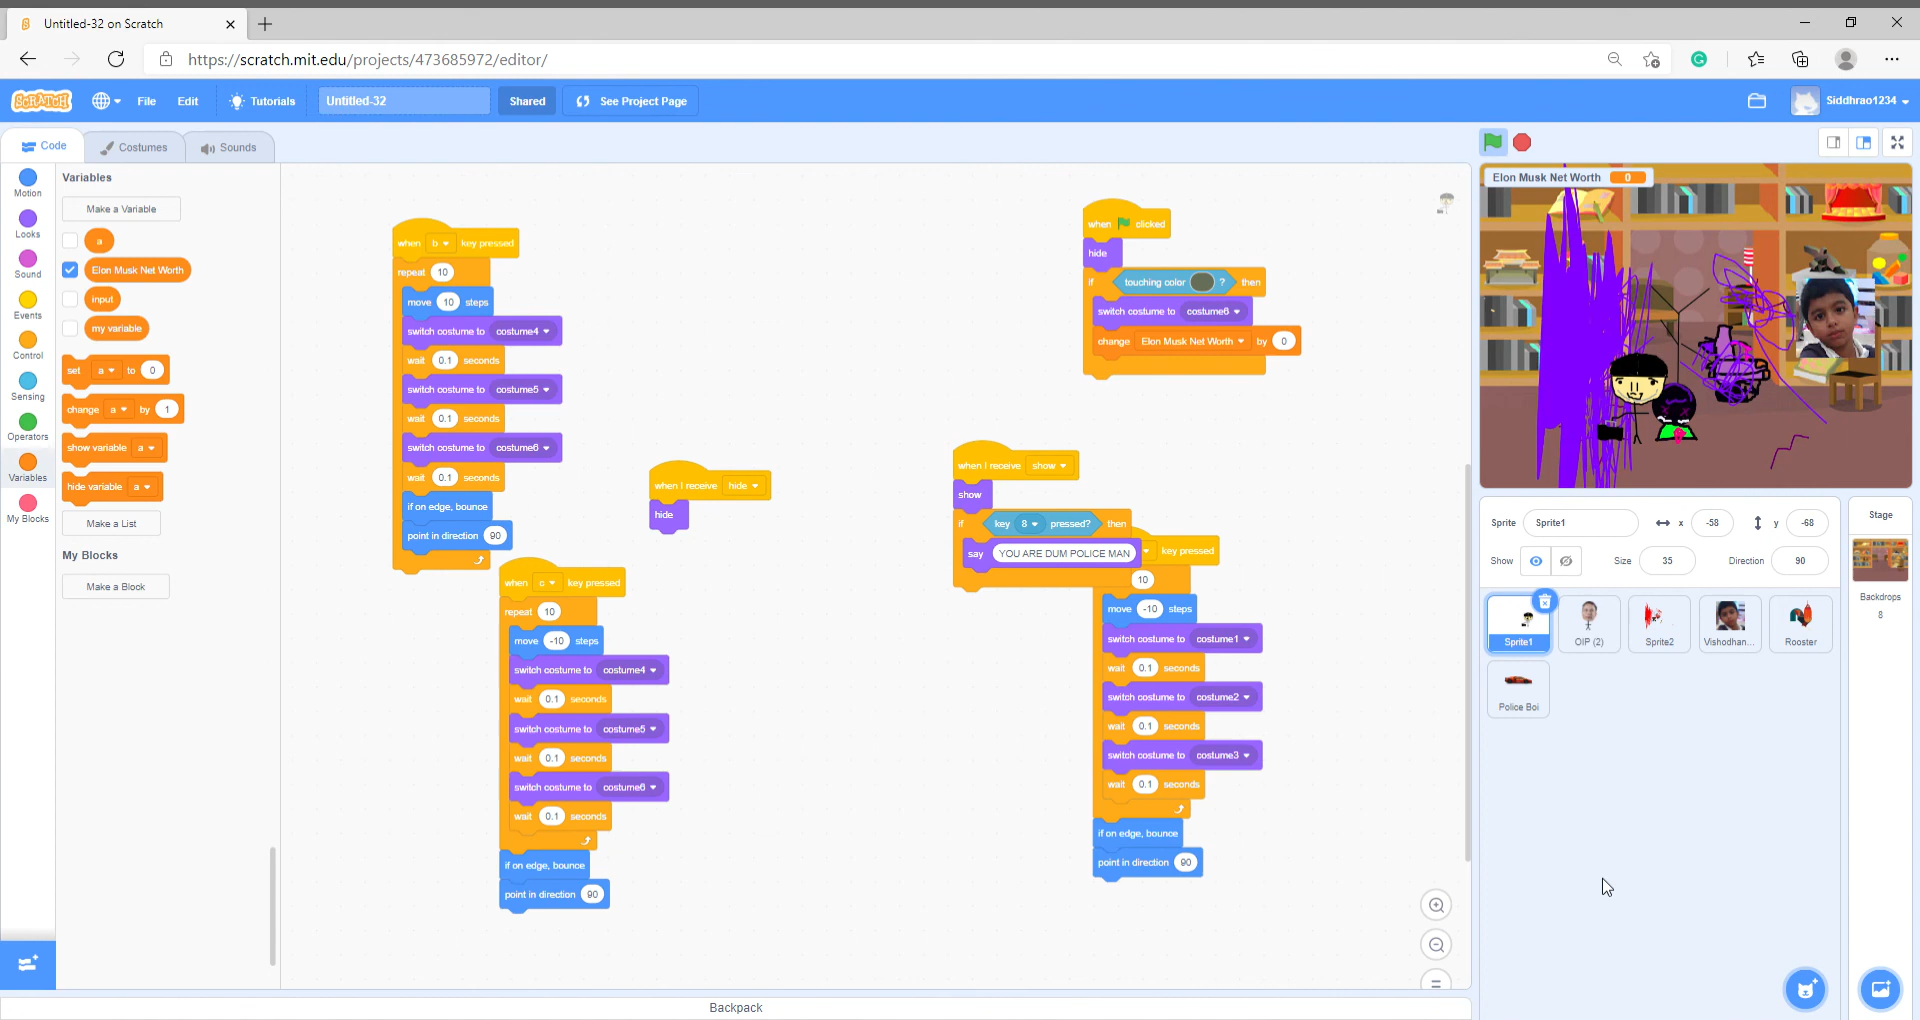 Untitled-32 on Scratch
https://scratch.mit.edu/projects/473685972/editor/
SCRATCH
File
Edit
Tutorials
Untitled-32
Shared
See Project Page
Siddhrao1234
Code
Costumes
Sounds
Motion
Looks
Sound
Events
Control
Sensing
Operators
Variables
My Blocks
Variables
Make a Variable
a
Elon Musk Net Worth
input
my variable
set a to 0
change a by 1
show variable a
hide variable a
Make a List
My Blocks
Make a Block
when b key pressed
repeat 10
move 10 steps
switch costume to costume4
wait 0.1 seconds
switch costume to costume5
wait 0.1 seconds
switch costume to costume6
wait 0.1 seconds
if on edge, bounce
point in direction 90
when c key pressed
repeat 10
move -10 steps
switch costume to costume4
wait 0.1 seconds
switch costume to costume5
wait 0.1 seconds
switch costume to costume6
wait 0.1 seconds
if on edge, bounce
point in direction 90
when I receive hide
hide
when clicked
hide
if touching color ? then
switch costume to costume6
change Elon Musk Net Worth by 0
when I receive show
show
if key 8 pressed? then
say YOU ARE DUM POLICE MAN
key pressed
10
move -10 steps
switch costume to costume1
wait 0.1 seconds
switch costume to costume2
wait 0.1 seconds
switch costume to costume3
wait 0.1 seconds
if on edge, bounce
point in direction 90
Backpack
Elon Musk Net Worth 0
Sprite Sprite1 x -58 y -68
Show Size 35 Direction 90
Sprite1
OIP (2)
Sprite2
Vishodhan...
Rooster
Police Boi
Stage
Backdrops
8